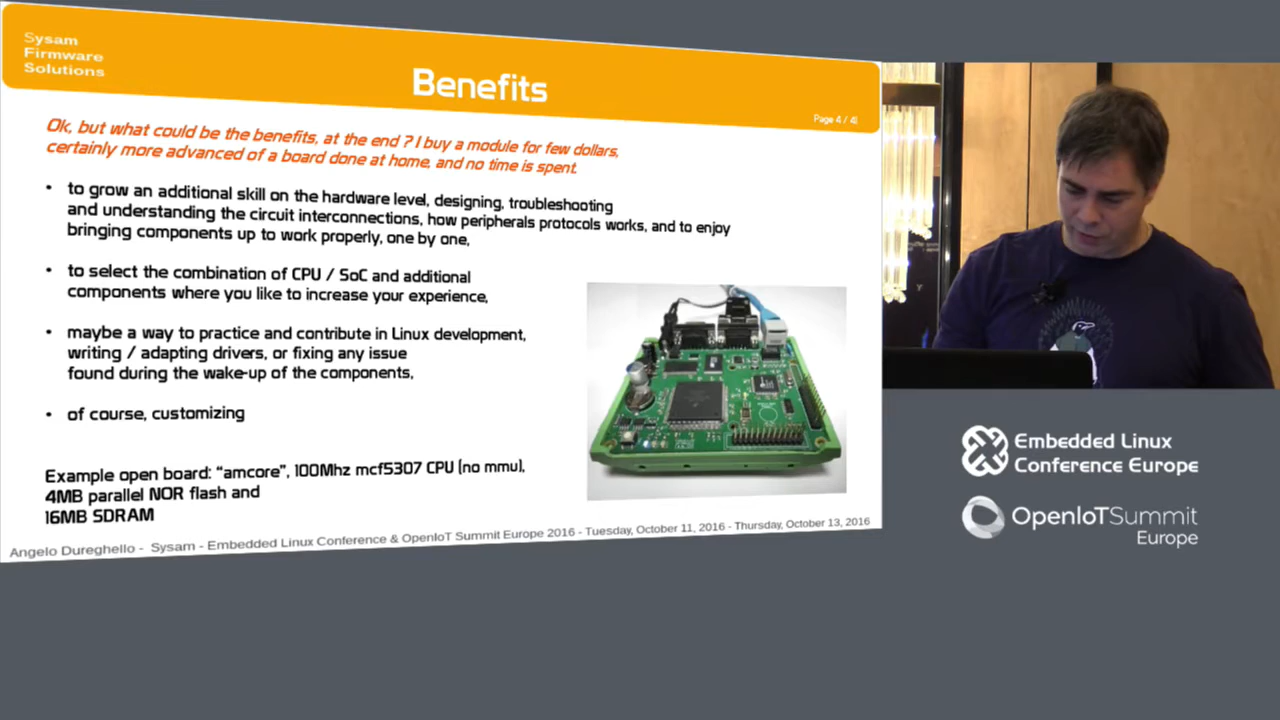 Sysam
Firmware
Solutions
Benefits
Page 4 / 41
Ok, but what could be the benefits, at the end ? I buy a module for few dollars,
certainly more advanced of a board done at home, and no time is spent.
• to grow an additional skill on the hardware level, designing, troubleshooting
and understanding the circuit interconnections, how peripherals protocols works, and to enjoy
bringing components up to work properly, one by one,
• to select the combination of CPU / SoC and additional
components where you like to increase your experience,
• maybe a way to practice and contribute in Linux development,
writing / adapting drivers, or fixing any issue
found during the wake-up of the components,
• of course, customizing
Example open board: "amcore", 100Mhz mcf5307 CPU (no mmu),
4MB parallel NOR flash and
16MB SDRAM
Angelo Dureghello - Sysam - Embedded Linux Conference & OpenIoT Summit Europe 2016 - Tuesday, October 11, 2016 - Thursday, October 13, 2016
Embedded Linux
Conference Europe
OpenIoTSummit
Europe